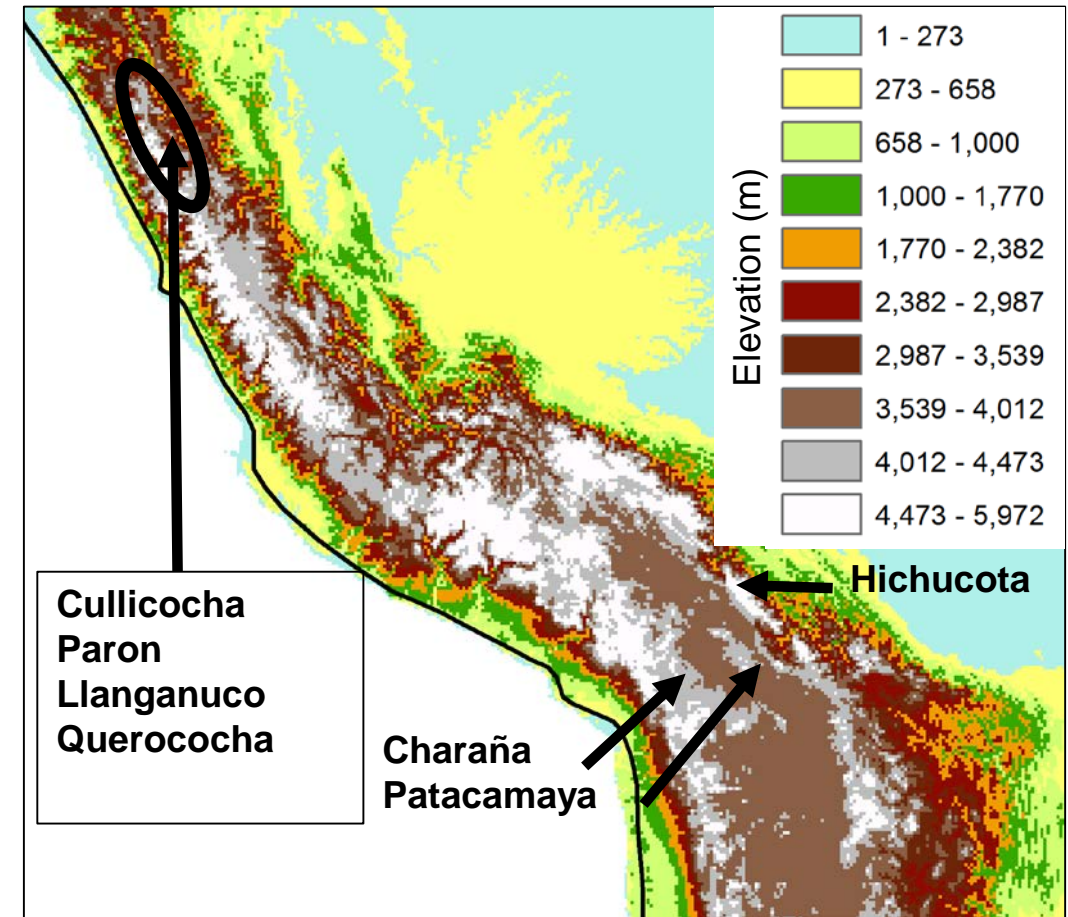 1 - 273
273 - 658
658 - 1,000
1,000 - 1,770
1,770 - 2,382
2,382 - 2,987
2,987 - 3,539
3,539 - 4,012
4,012 - 4,473
4,473 - 5,972
Elevation (m)
Hichucota
Cullicocha
Paron
Llanganuco
Querococha
Charaña
Patacamaya